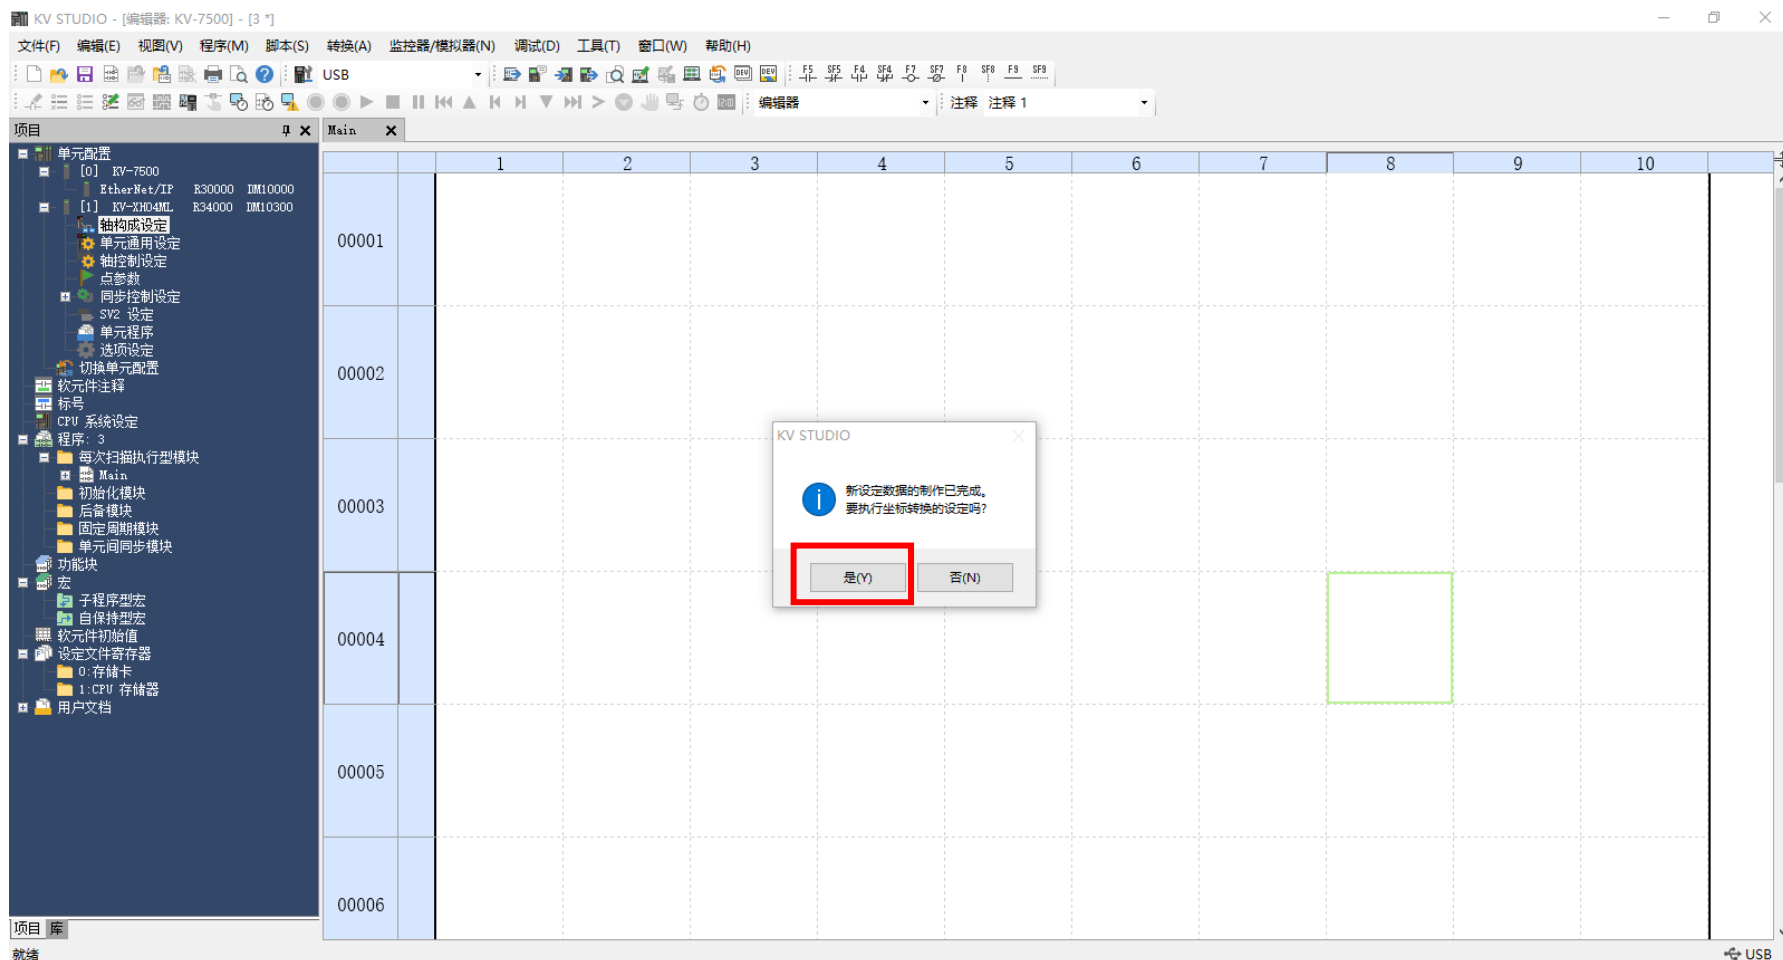 KV STUDIO - [编辑器: KV-7500] - [3 *]
文件(F) 编辑(E) 视图(V) 程序(M) 脚本(S) 转换(A) 监控器/模拟器(N) 调试(D) 工具(T) 窗口(W) 帮助(H)
USB F5 SF5 F4 SF4 F7 SF7 F8 SF8 F9 SF9
编辑器 注释 注释 1
项目
Main
单元配置
[0] KV-7500
EtherNet/IP R30000 DM10000
[1] KV-XH04ML R34000 DM10300
轴构成设定
单元通用设定
轴控制设定
点参数
同步控制设定
SV2 设定
单元程序
选项设定
切换单元配置
软元件注释
标号
CPU 系统设定
程序: 3
每次扫描执行型模块
Main
初始化模块
后备模块
固定周期模块
单元间同步模块
功能块
宏
子程序型宏
自保持型宏
软元件初始值
设定文件寄存器
0:存储卡
1:CPU 存储器
用户文档
项目 库
就绪
1 2 3 4 5 6 7 8 9 10
00001
00002
00003
00004
00005
00006
KV STUDIO
新设定数据的制作已完成。
要执行坐标转换的设定吗?
是(Y) 否(N)
USB